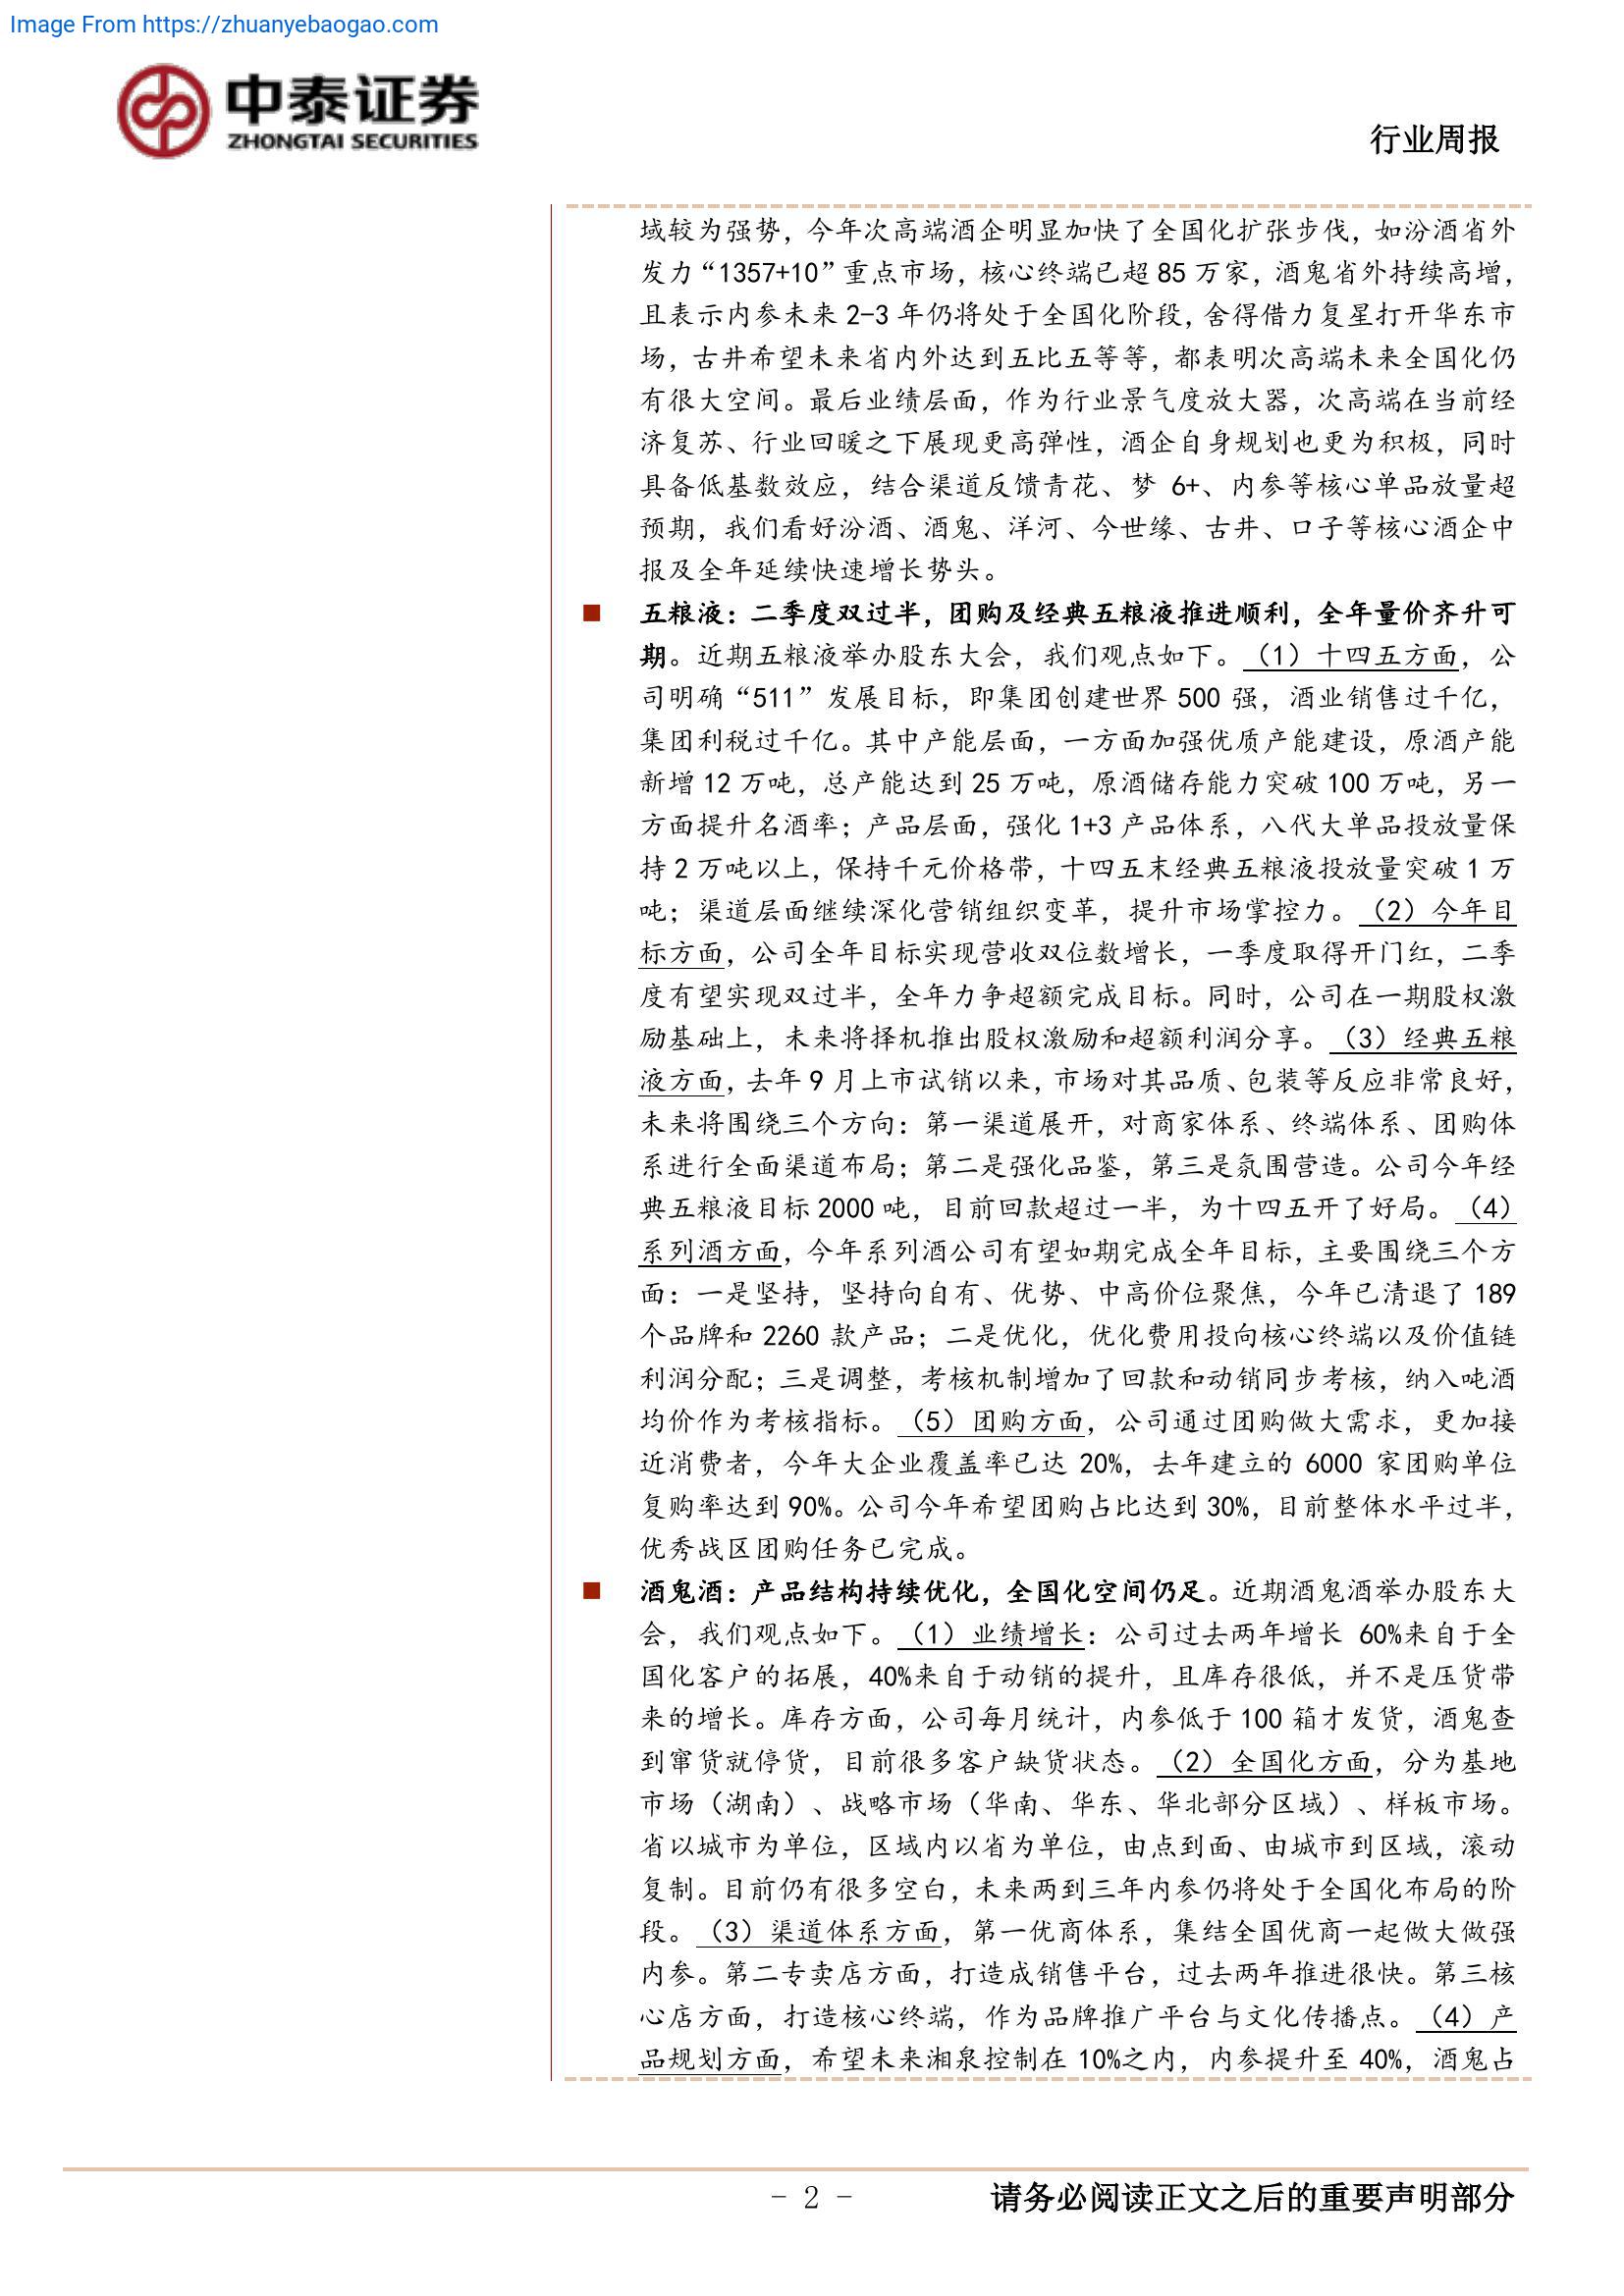 Image From https://zhuanyebaogao.com
中泰证券
ZHONGTAI SECURITIES
行业周报
域较为强势，今年次高端酒企明显加快了全国化扩张步伐，如汾酒省外
发力“1357+10”重点市场，核心终端已超 85 万家，酒鬼省外持续高增，
且表示内参未来 2-3 年仍将处于全国化阶段，舍得借力复星打开华东市
场，古井希望未来省内外达到五比五等等，都表明次高端未来全国化仍
有很大空间。最后业绩层面，作为行业景气度放大器，次高端在当前经
济复苏、行业回暖之下展现更高弹性，酒企自身规划也更为积极，同时
具备低基数效应，结合渠道反馈青花、梦 6+、内参等核心单品放量超
预期，我们看好汾酒、酒鬼、洋河、今世缘、古井、口子等核心酒企中
报及全年延续快速增长势头。
■ 五粮液：二季度双过半，团购及经典五粮液推进顺利，全年量价齐升可
期。近期五粮液举办股东大会，我们观点如下。（1）十四五方面，公
司明确“511”发展目标，即集团创建世界 500 强，酒业销售过千亿，
集团利税过千亿。其中产能层面，一方面加强优质产能建设，原酒产能
新增 12 万吨，总产能达到 25 万吨，原酒储存能力突破 100 万吨，另一
方面提升名酒率；产品层面，强化 1+3 产品体系，八代大单品投放量保
持 2 万吨以上，保持千元价格带，十四五末经典五粮液投放量突破 1 万
吨；渠道层面继续深化营销组织变革，提升市场掌控力。（2）今年目
标方面，公司全年目标实现营收双位数增长，一季度取得开门红，二季
度有望实现双过半，全年力争超额完成目标。同时，公司在一期股权激
励基础上，未来将择机推出股权激励和超额利润分享。（3）经典五粮
液方面，去年 9 月上市试销以来，市场对其品质、包装等反应非常良好，
未来将围绕三个方向：第一渠道展开，对商家体系、终端体系、团购体
系进行全面渠道布局；第二是强化品鉴，第三是氛围营造。公司今年经
典五粮液目标 2000 吨，目前回款超过一半，为十四五开了好局。（4）
系列酒方面，今年系列酒公司有望如期完成全年目标，主要围绕三个方
面：一是坚持，坚持向自有、优势、中高价位聚焦，今年已清退了 189
个品牌和 2260 款产品；二是优化，优化费用投向核心终端以及价值链
利润分配；三是调整，考核机制增加了回款和动销同步考核，纳入吨酒
均价作为考核指标。（5）团购方面，公司通过团购做大需求，更加接
近消费者，今年大企业覆盖率已达 20%，去年建立的 6000 家团购单位
复购率达到 90%。公司今年希望团购占比达到 30%，目前整体水平过半，
优秀战区团购任务已完成。
■ 酒鬼酒：产品结构持续优化，全国化空间仍足。近期酒鬼酒举办股东大
会，我们观点如下。（1）业绩增长：公司过去两年增长 60%来自于全
国化客户的拓展，40%来自于动销的提升，且库存很低，并不是压货带
来的增长。库存方面，公司每月统计，内参低于 100 箱才发货，酒鬼查
到窜货就停货，目前很多客户缺货状态。（2）全国化方面，分为基地
市场（湖南）、战略市场（华南、华东、华北部分区域）、样板市场。
省以城市为单位，区域内以省为单位，由点到面、由城市到区域，滚动
复制。目前仍有很多空白，未来两到三年内参仍将处于全国化布局的阶
段。（3）渠道体系方面，第一优商体系，集结全国优商一起做大做强
内参。第二专卖店方面，打造成销售平台，过去两年推进很快。第三核
心店方面，打造核心终端，作为品牌推广平台与文化传播点。（4）产
品规划方面，希望未来湘泉控制在 10%之内，内参提升至 40%，酒鬼占
- 2 -
请务必阅读正文之后的重要声明部分